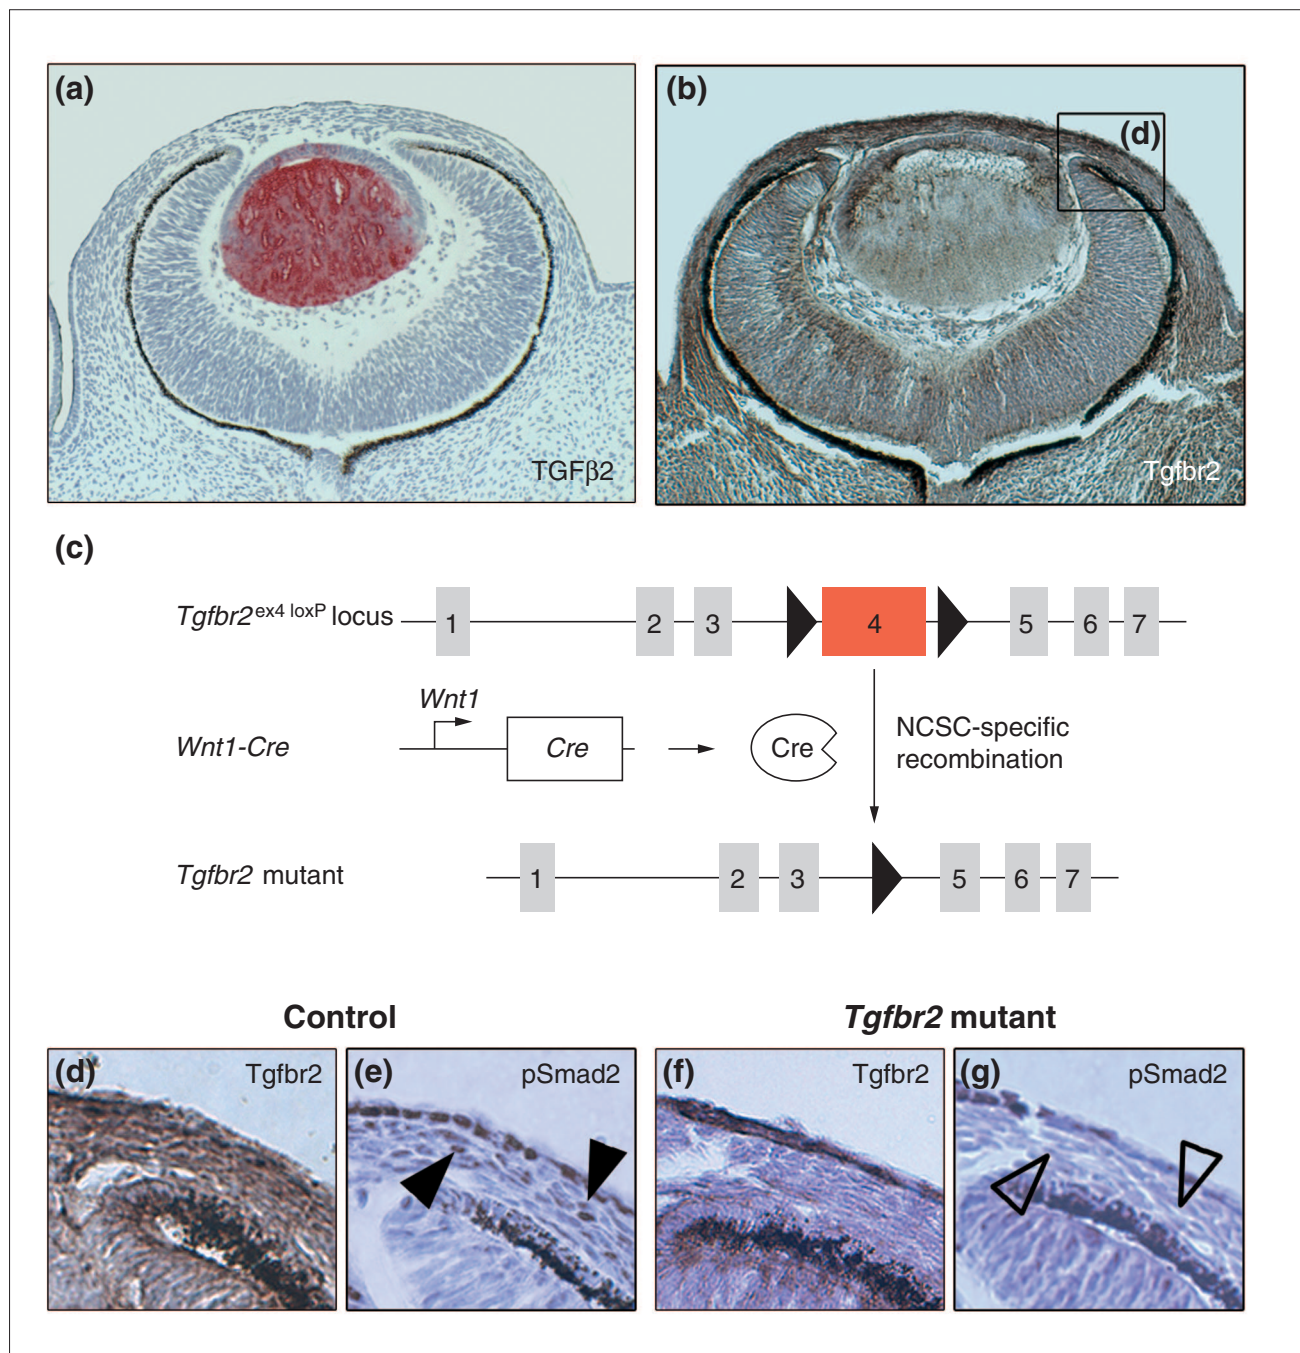 (a)
TGFβ2
(b)
(d)
Tgfbr2
(c)
Tgfbr2ex4 loxP locus
1 2 3 4 5 6 7
Wnt1
Wnt1-Cre
Cre
Cre
NCSC-specific
recombination
Tgfbr2 mutant
1 2 3 5 6 7
Control
Tgfbr2 mutant
(d) Tgfbr2
(e) pSmad2
(f) Tgfbr2
(g) pSmad2